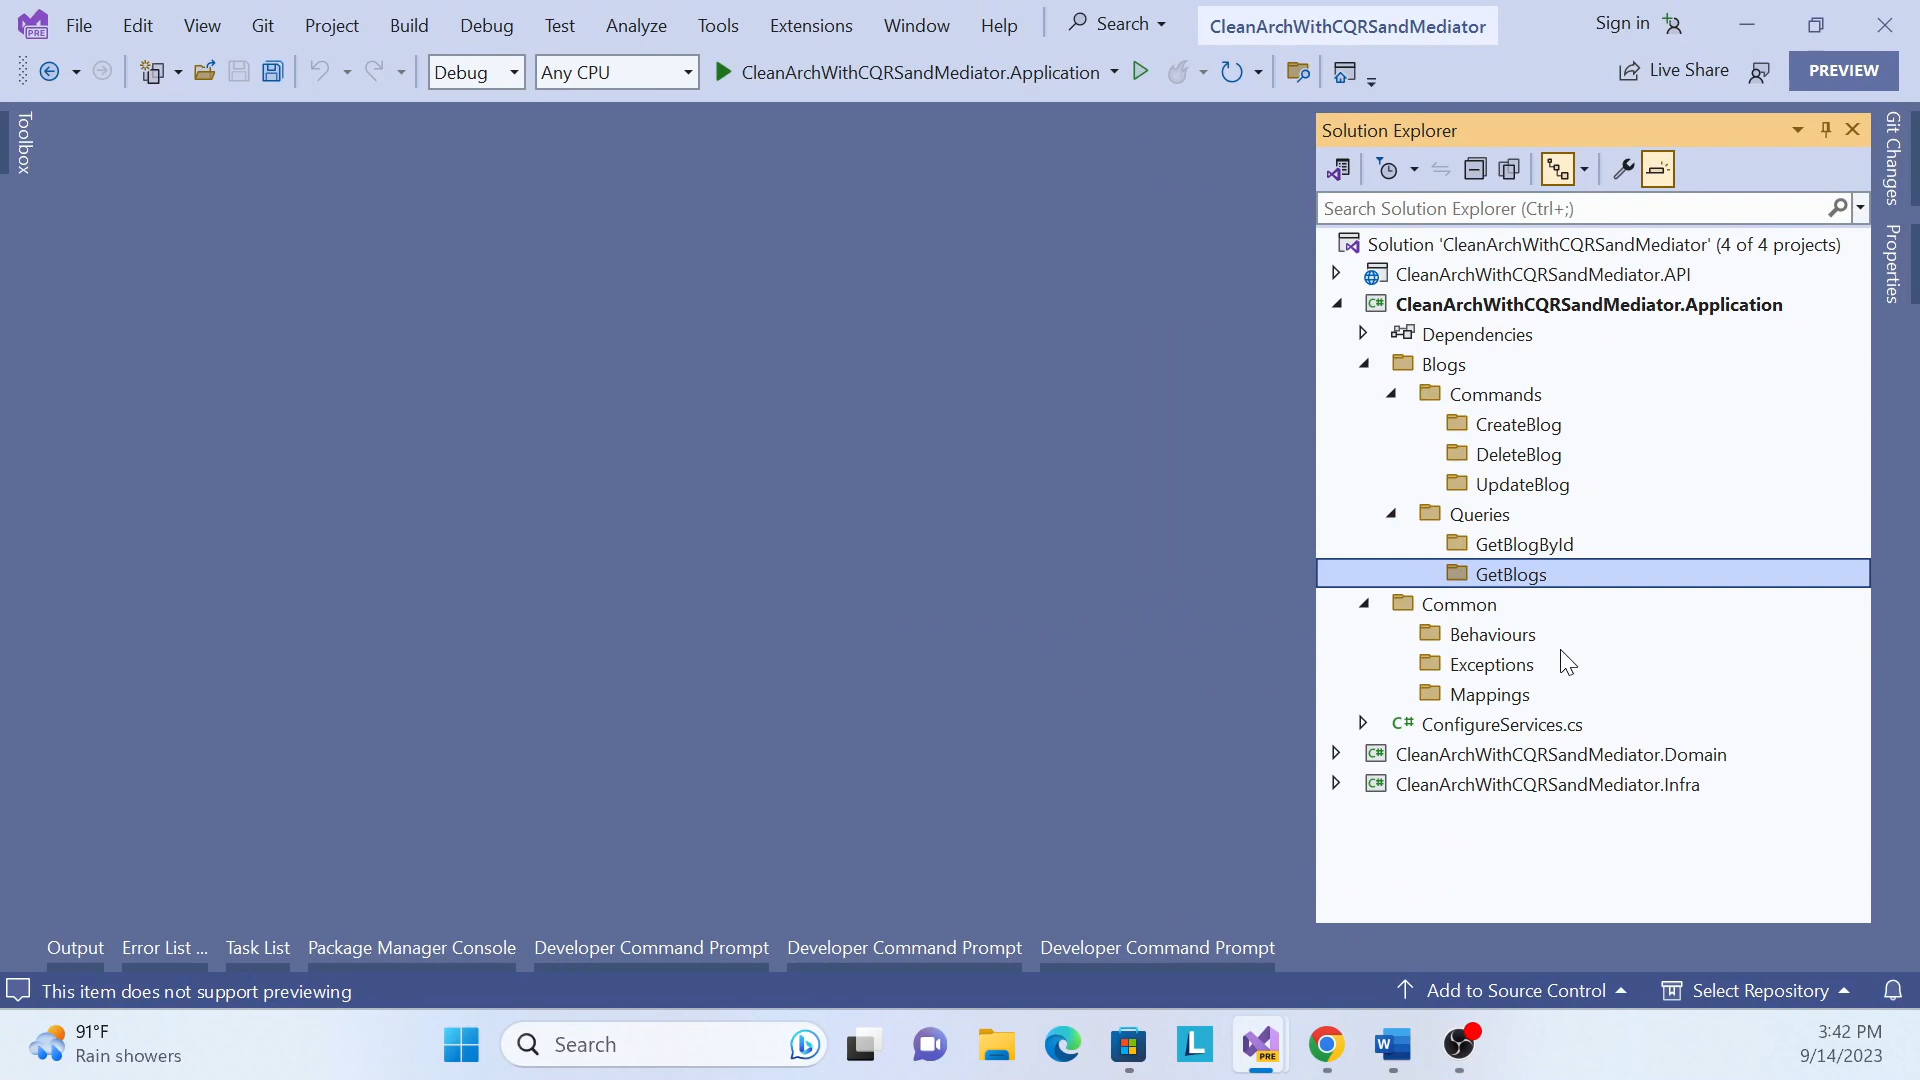 File Edit View Git Project Build Debug Test Analyze Tools Extensions Window Help Search CleanArchWithCQRSandMediator Sign in
PRE
Debug Any CPU CleanArchWithCQRSandMediator.Application Live Share PREVIEW
Toolbox
Solution Explorer
Search Solution Explorer (Ctrl+;)
Solution 'CleanArchWithCQRSandMediator' (4 of 4 projects)
CleanArchWithCQRSandMediator.API
C# CleanArchWithCQRSandMediator.Application
Dependencies
Blogs
Commands
CreateBlog
DeleteBlog
UpdateBlog
Queries
GetBlogById
GetBlogs
Common
Behaviours
Exceptions
Mappings
C# ConfigureServices.cs
C# CleanArchWithCQRSandMediator.Domain
C# CleanArchWithCQRSandMediator.Infra
Git Changes
Properties
Output Error List ... Task List Package Manager Console Developer Command Prompt Developer Command Prompt Developer Command Prompt
This item does not support previewing Add to Source Control Select Repository
91°F
Rain showers
Search
L
PRE
W
3:42 PM
9/14/2023